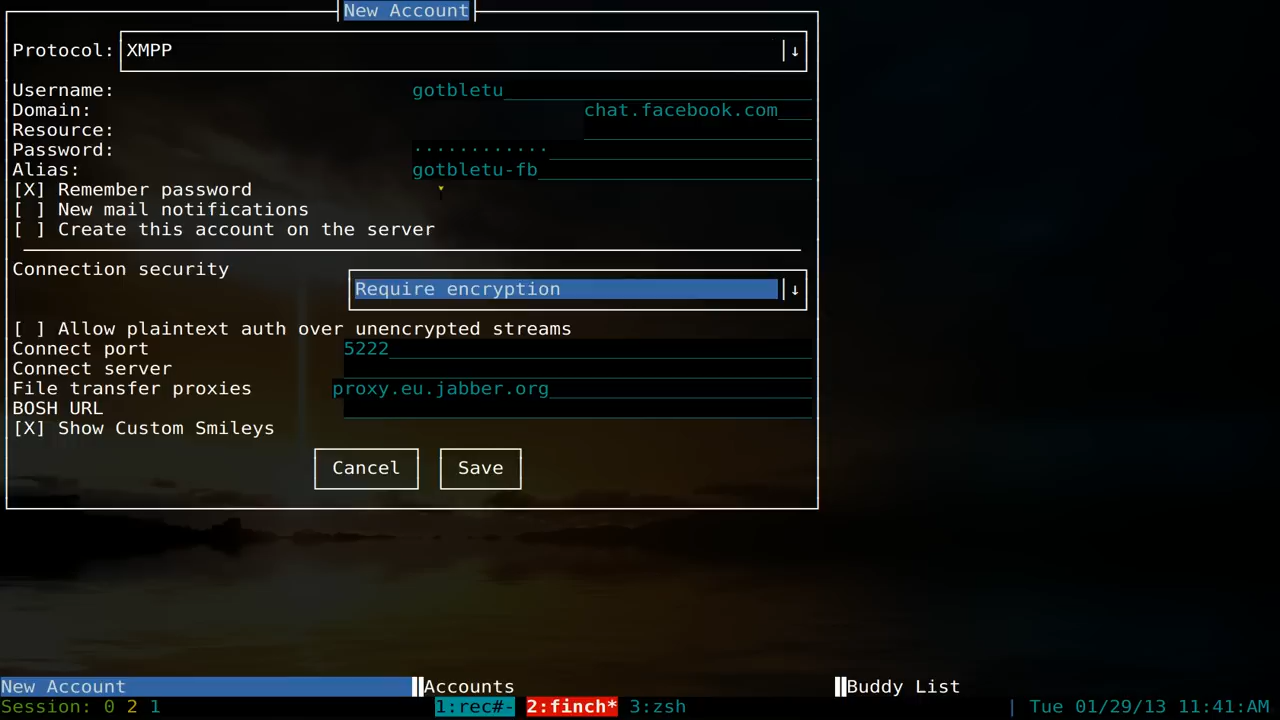 New Account
Protocol: XMPP ↓
Username: gotbletu
Domain: chat.facebook.com
Resource:
Password: ············
Alias: gotbletu-fb
[X] Remember password
[ ] New mail notifications
[ ] Create this account on the server
Connection security
Require encryption ↓
[ ] Allow plaintext auth over unencrypted streams
Connect port 5222
Connect server
File transfer proxies proxy.eu.jabber.org
BOSH URL
[X] Show Custom Smileys
Cancel Save
New Account Accounts Buddy List
Session: 0 2 1 1:rec#- 2:finch* 3:zsh | Tue 01/29/13 11:41:AM